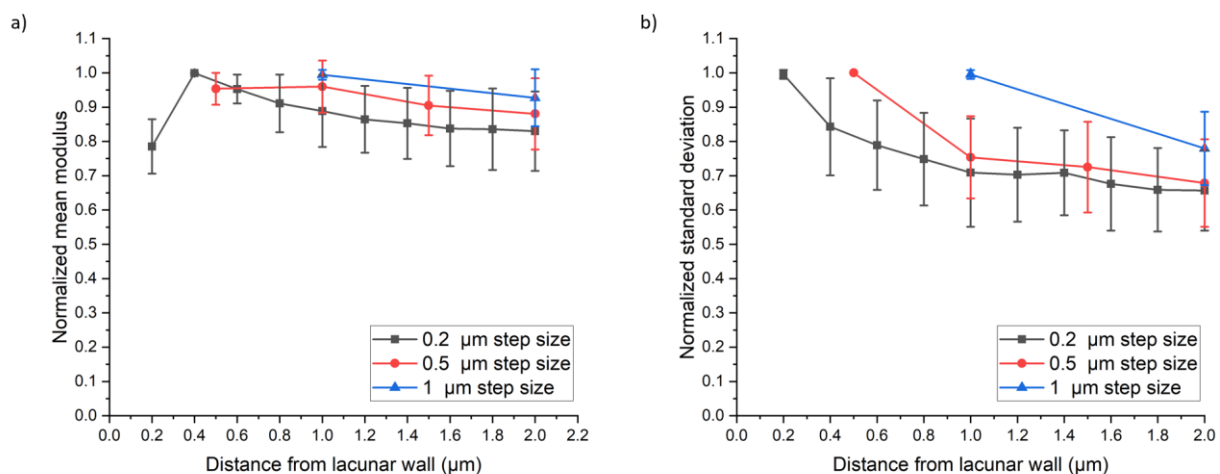 a)
Normalized mean modulus
1.1
1.0
0.9
0.8
0.7
0.6
0.5
0.4
0.3
0.2
0.1
0.0
0.2 µm step size
0.5 µm step size
1 µm step size
0.0 0.2 0.4 0.6 0.8 1.0 1.2 1.4 1.6 1.8 2.0 2.2
Distance from lacunar wall (µm)
b)
Normalized standard deviation
1.1
1.0
0.9
0.8
0.7
0.6
0.5
0.4
0.3
0.2
0.1
0.0
0.2 µm step size
0.5 µm step size
1 µm step size
0.0 0.2 0.4 0.6 0.8 1.0 1.2 1.4 1.6 1.8 2.0
Distance from lacunar wall (µm)